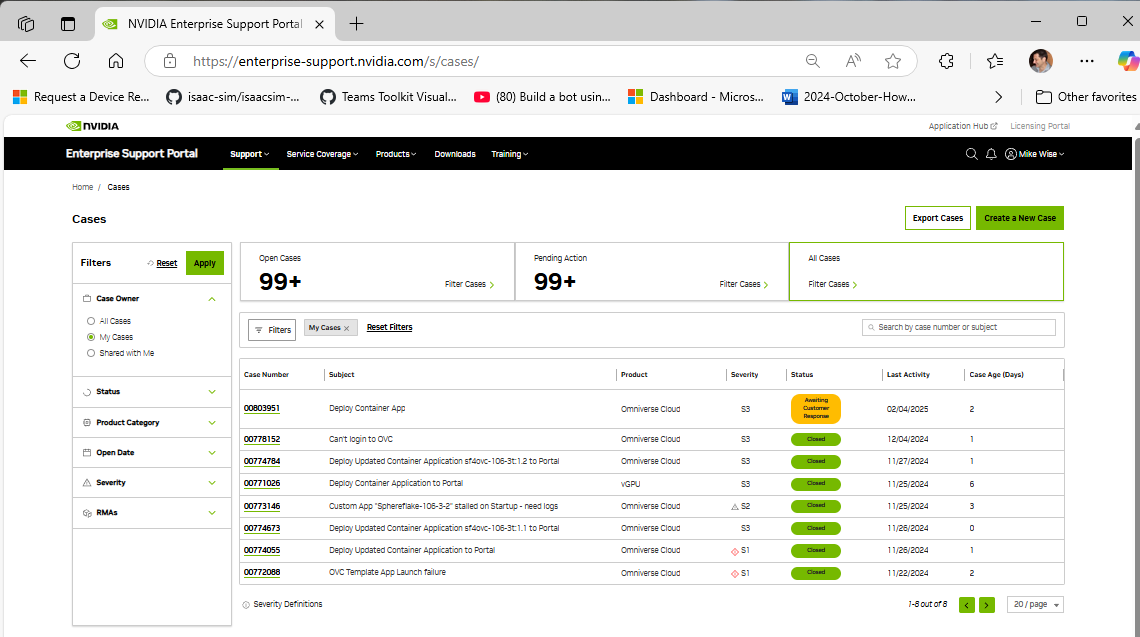 NVIDIA Enterprise Support Portal
https://enterprise-support.nvidia.com/s/cases/
Request a Device Re...
isaac-sim/isaacsim-...
Teams Toolkit Visual...
(80) Build a bot usin...
Dashboard - Micros...
2024-October-How...
Other favorites
NVIDIA
Application Hub
Licensing Portal
Enterprise Support Portal
Support
Service Coverage
Products
Downloads
Training
Mike Wise
Home / Cases
Cases
Export Cases
Create a New Case
Filters
Reset
Apply
Case Owner
All Cases
My Cases
Shared with Me
Status
Product Category
Open Date
Severity
RMAs
Open Cases
99+
Filter Cases
Pending Action
99+
Filter Cases
All Cases
Filter Cases
Filters
My Cases
Reset Filters
Search by case number or subject
Case Number Subject Product Severity Status Last Activity Case Age (Days)
00803951 Deploy Container App Omniverse Cloud S3 Awaiting Customer Response 02/04/2025 2
00778152 Can't login to OVC Omniverse Cloud S3 Closed 12/04/2024 1
00774784 Deploy Updated Container Application sf4ovc-106-3t:1.2 to Portal Omniverse Cloud S3 Closed 11/27/2024 1
00771026 Deploy Container Application to Portal vGPU S3 Closed 11/25/2024 6
00773146 Custom App "Sphereflake-106-3-2" stalled on Startup - need logs Omniverse Cloud S2 Closed 11/25/2024 3
00774673 Deploy Updated Container Application sf4ovc-106-3t:1.1 to Portal Omniverse Cloud S3 Closed 11/26/2024 0
00774055 Deploy Updated Container Application to Portal Omniverse Cloud S1 Closed 11/26/2024 1
00772088 OVC Template App Launch failure Omniverse Cloud S1 Closed 11/22/2024 2
Severity Definitions
1-8 out of 8
20 / page